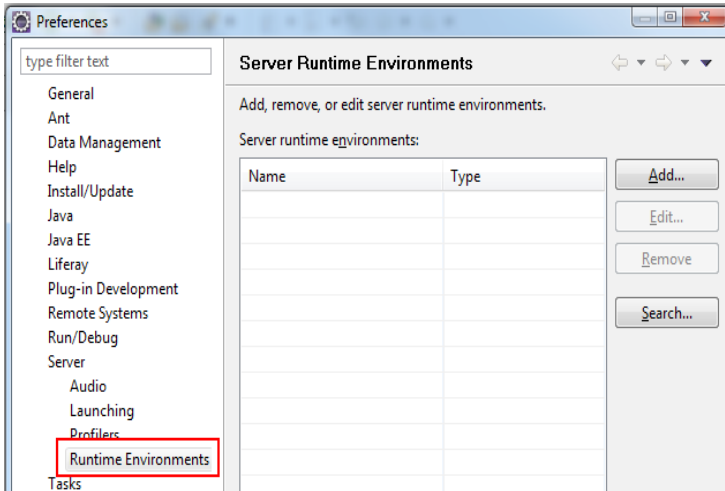 Preferences
type filter text
General
Ant
Data Management
Help
Install/Update
Java
Java EE
Liferay
Plug-in Development
Remote Systems
Run/Debug
Server
Audio
Launching
Profilers
Runtime Environments
Tasks
Server Runtime Environments
Add, remove, or edit server runtime environments.
Server runtime environments:
Name Type
Add...
Edit...
Remove
Search...